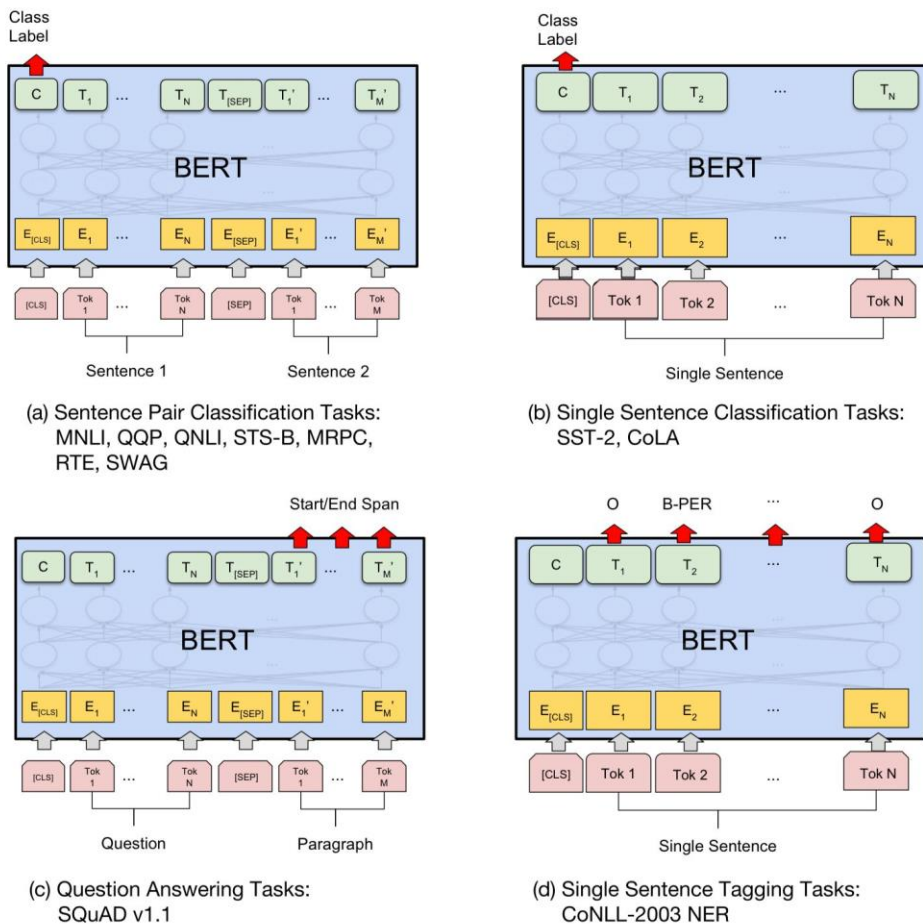 Class
Label
C T1 ... TN T[SEP] T1' ... TM'
...
BERT
...
E[CLS] E1 ... EN E[SEP] E1' ... EM'
[CLS] Tok 1 ... Tok N [SEP] Tok 1 ... Tok M
Sentence 1 Sentence 2
(a) Sentence Pair Classification Tasks:
MNLI, QQP, QNLI, STS-B, MRPC,
RTE, SWAG
Class
Label
C T1 T2 ... TN
...
BERT
...
E[CLS] E1 E2 ... EN
[CLS] Tok 1 Tok 2 ... Tok N
Single Sentence
(b) Single Sentence Classification Tasks:
SST-2, CoLA
Start/End Span
C T1 ... TN T[SEP] T1' ... TM'
...
BERT
...
E[CLS] E1 ... EN E[SEP] E1' ... EM'
[CLS] Tok 1 ... Tok N [SEP] Tok 1 ... Tok M
Question Paragraph
(c) Question Answering Tasks:
SQuAD v1.1
O B-PER ... O
C T1 T2 ... TN
...
BERT
...
E[CLS] E1 E2 ... EN
[CLS] Tok 1 Tok 2 ... Tok N
Single Sentence
(d) Single Sentence Tagging Tasks:
CoNLL-2003 NER